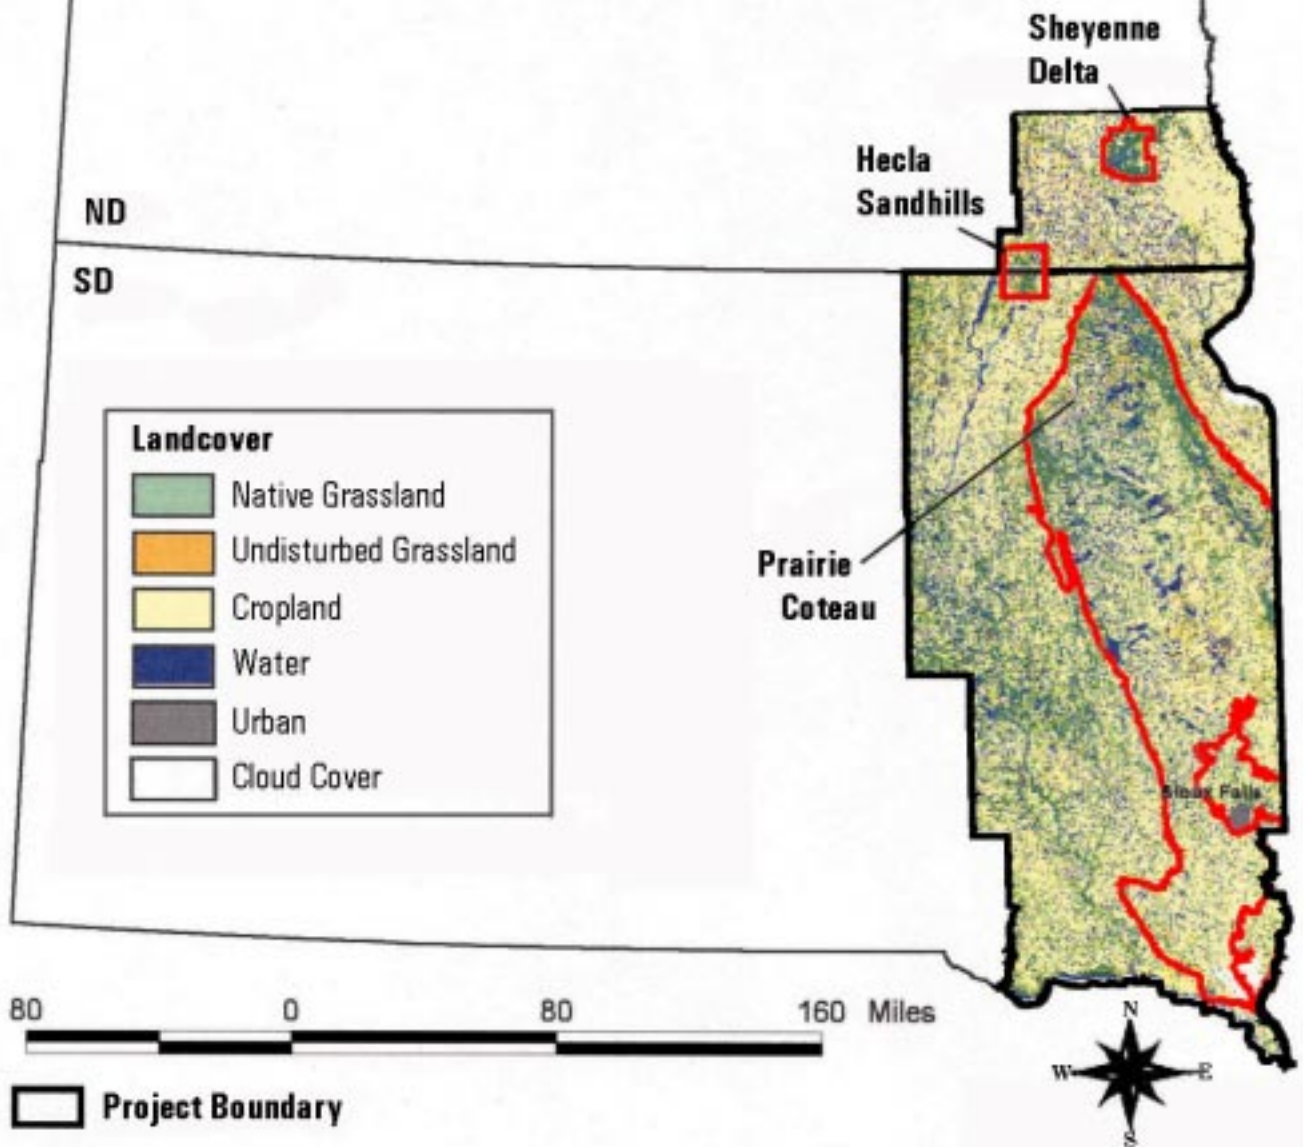 Sheyenne
Delta
Hecla
Sandhills
ND
SD
Landcover
Native Grassland
Undisturbed Grassland
Cropland
Water
Urban
Cloud Cover
Prairie
Coteau
Sioux Falls
80 0 80 160 Miles
Project Boundary
N
W E
S